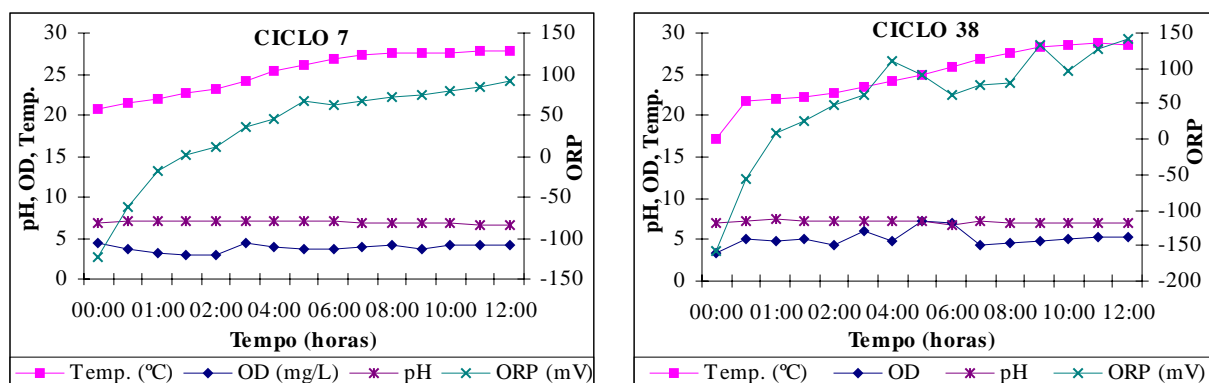 CICLO 7
30
25
20
15
10
5
0
pH, OD, Temp.
150
100
50
0
-50
-100
-150
ORP
00:00 01:00 02:00 04:00 06:00 08:00 10:00 12:00
Tempo (horas)
Temp. (ºC) OD (mg/L) pH ORP (mV)
CICLO 38
30
25
20
15
10
5
0
pH, OD, Temp.
150
100
50
0
-50
-100
-150
-200
ORP
00:00 01:00 02:00 04:00 06:00 08:00 10:00 12:00
Tempo (horas)
Temp. (ºC) OD pH ORP (mV)